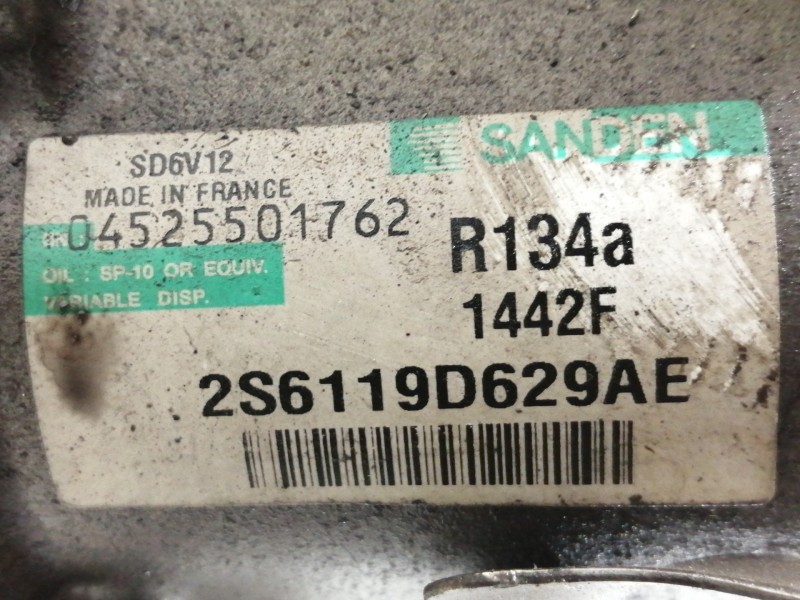 SANDEN
SD6V12
MADE IN FRANCE
04525501762
OIL : SP-10 OR EQUIV.
VARIABLE DISP.
R134a
1442F
2S6119D629AE